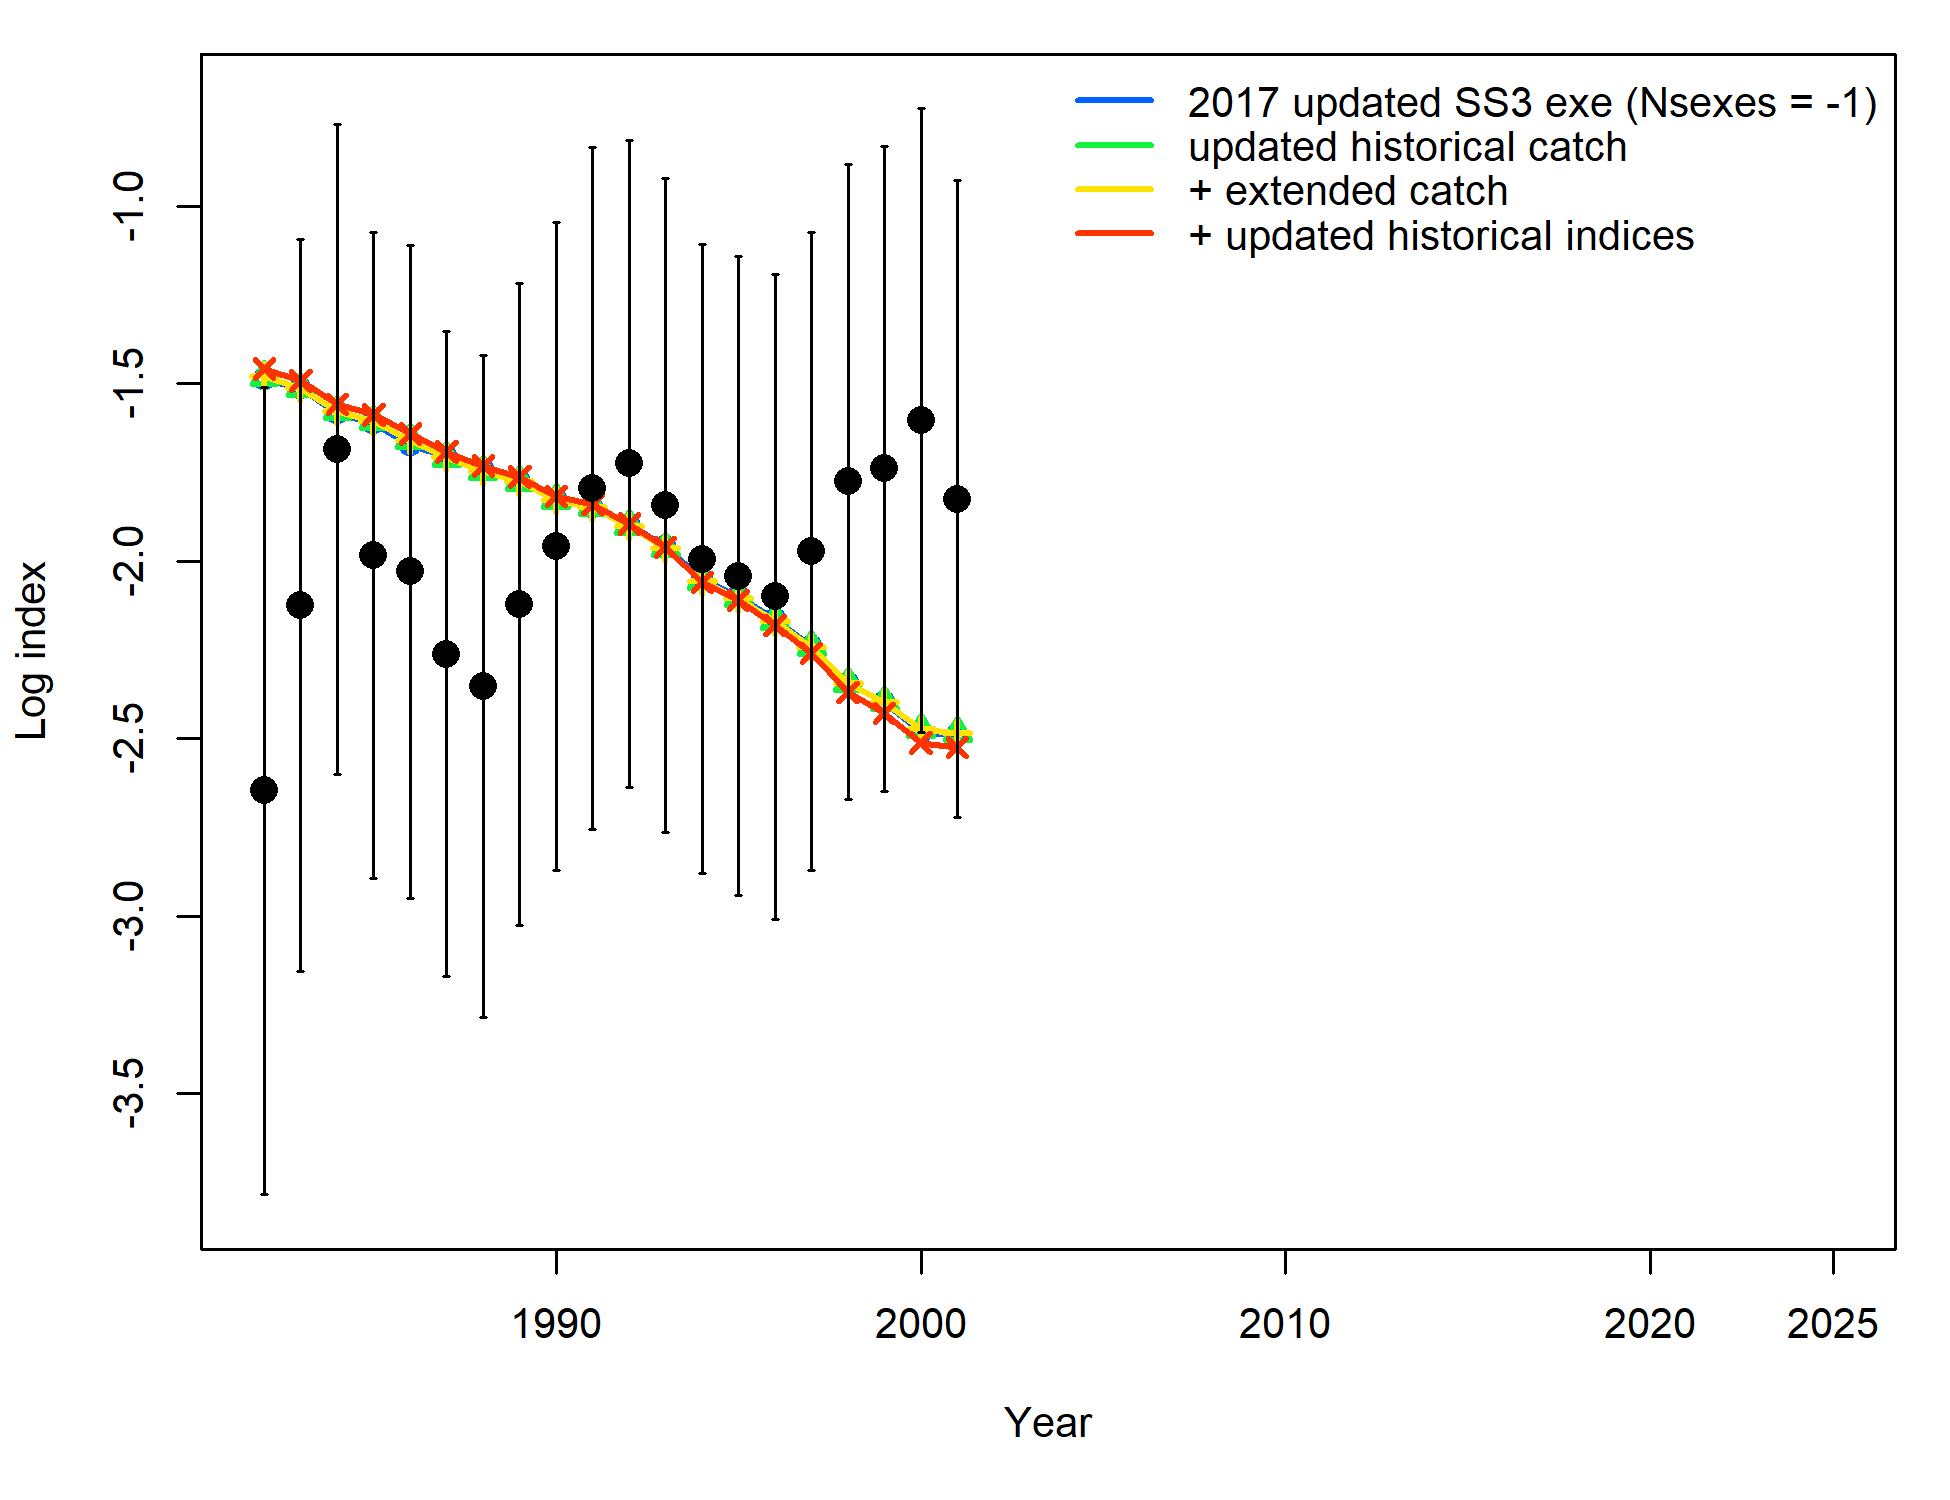 2017 updated SS3 exe (Nsexes = -1)
updated historical catch
+ extended catch
+ updated historical indices
Log index
-1.0
-1.5
-2.0
-2.5
-3.0
-3.5
1990
2000
2010
2020
2025
Year